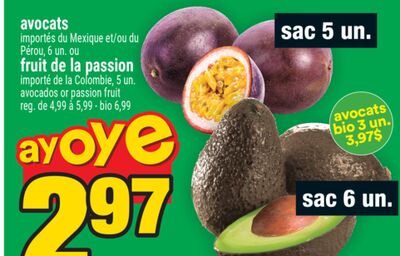 avocats
importés du Mexique et/ou du
Pérou, 6 un. ou
fruit de la passion
importé de la Colombie, 5 un.
avocados or passion fruit
reg. de 4,99 à 5,99 - bio 6,99
sac 5 un.
avocats
bio 3 un.
3,97$
ayoye
2.97
sac 6 un.